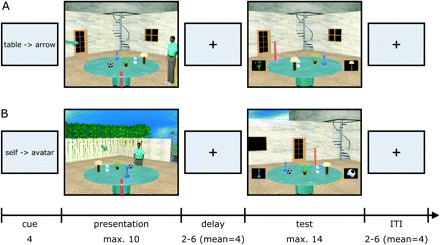 A
table -> arrow
+
+
B
self -> avatar
+
+
cue presentation delay test ITI
4 max. 10 2-6 (mean=4) max. 14 2-6 (mean=4)